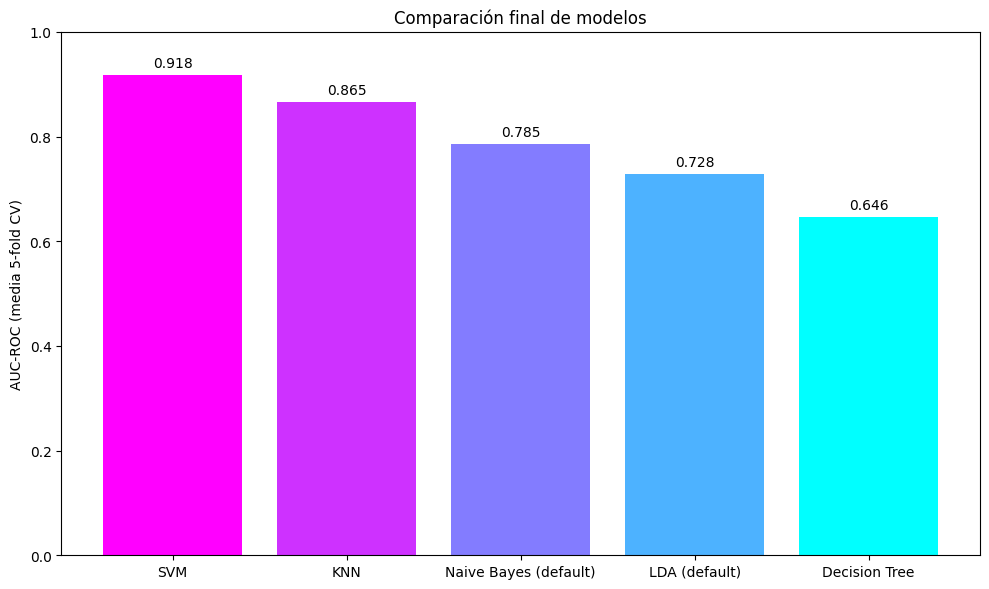 Comparación final de modelos
AUC-ROC (media 5-fold CV)
1.0
0.8
0.6
0.4
0.2
0.0
0.918
0.865
0.785
0.728
0.646
SVM
KNN
Naive Bayes (default)
LDA (default)
Decision Tree